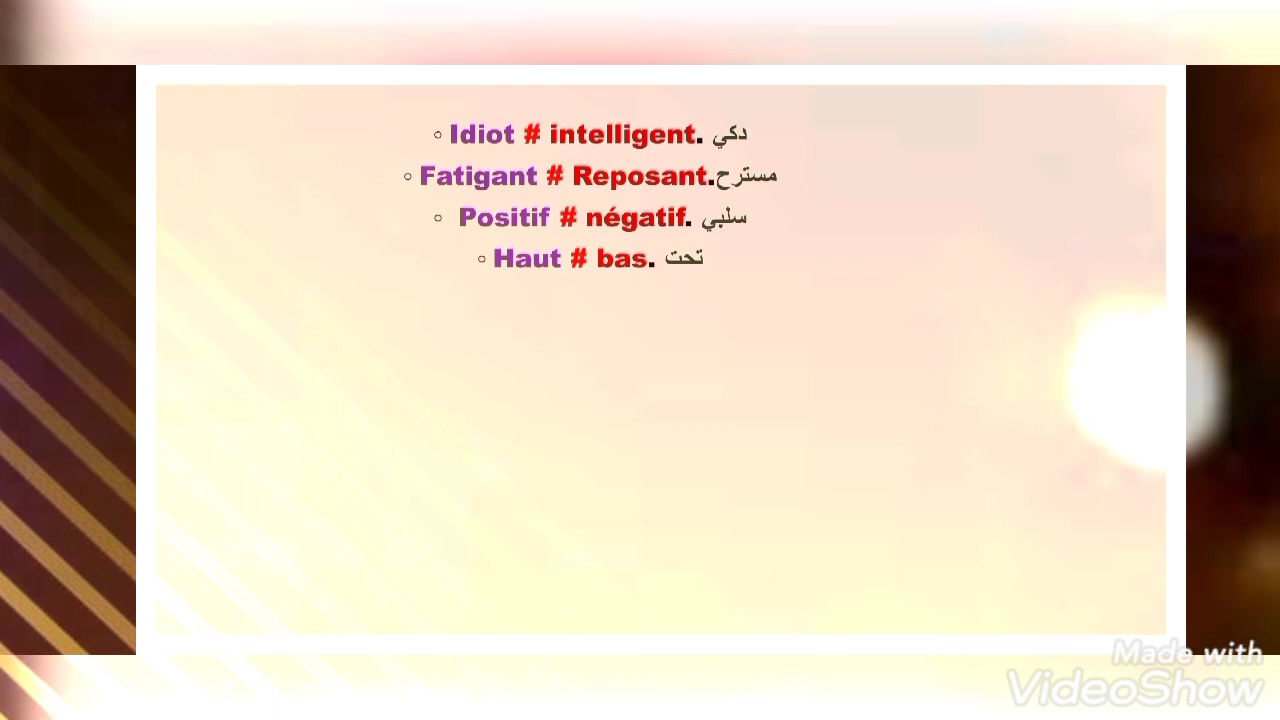 ◦ Idiot # intelligent. دكي
◦ Fatigant # Reposant.مسترح
◦ Positif # négatif. سلبي
◦ Haut # bas. تحت
Made with
VideoShow